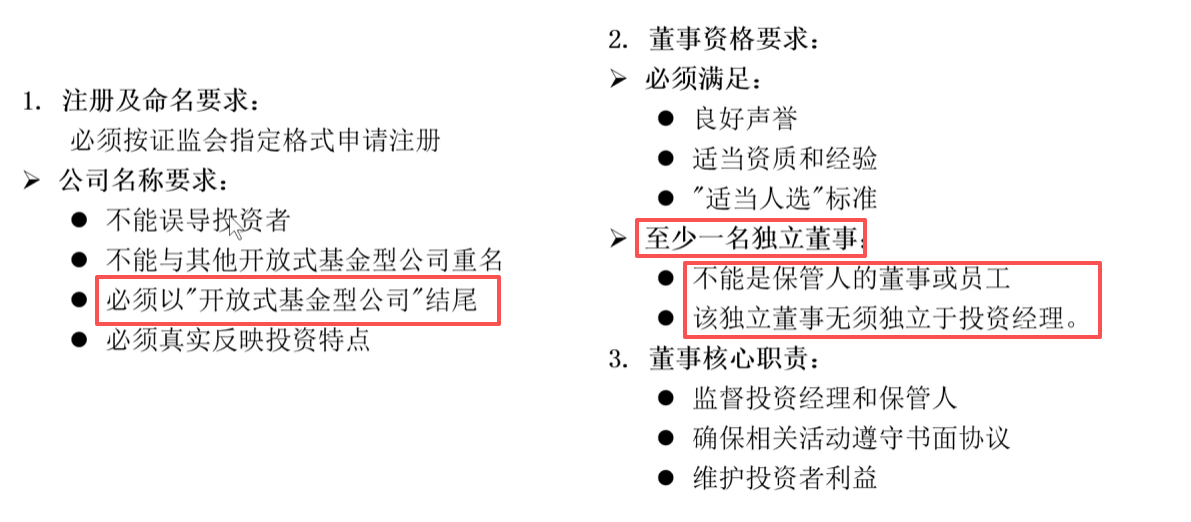 1. 注册及命名要求：
必须按证监会指定格式申请注册
➢ 公司名称要求：
● 不能误导投资者
● 不能与其他开放式基金型公司重名
● 必须以"开放式基金型公司"结尾
● 必须真实反映投资特点
2. 董事资格要求：
➢ 必须满足：
● 良好声誉
● 适当资质和经验
● "适当人选"标准
➢ 至少一名独立董事：
● 不能是保管人的董事或员工
● 该独立董事无须独立于投资经理。
3. 董事核心职责：
● 监督投资经理和保管人
● 确保相关活动遵守书面协议
● 维护投资者利益